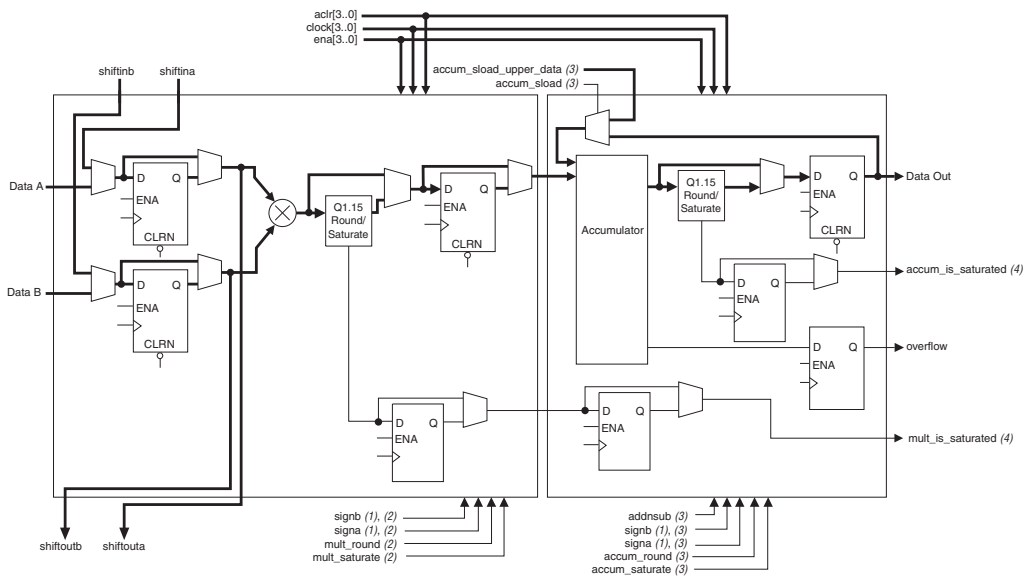 aclr[3..0]
clock[3..0]
ena[3..0]
shiftinb
shiftina
accum_sload_upper_data (3)
accum_sload (3)
Data A
D Q
ENA
CLRN
Q1.15
Round/
Saturate
D Q
ENA
CLRN
Accumulator
Q1.15
Round/
Saturate
D Q
ENA
CLRN
Data Out
Data B
D Q
ENA
CLRN
D Q
ENA
accum_is_saturated (4)
D Q
ENA
overflow
D Q
ENA
D Q
ENA
mult_is_saturated (4)
shiftoutb
shiftouta
signb (1), (2)
signa (1), (2)
mult_round (2)
mult_saturate (2)
addnsub (3)
signb (1), (3)
signa (1), (3)
accum_round (3)
accum_saturate (3)